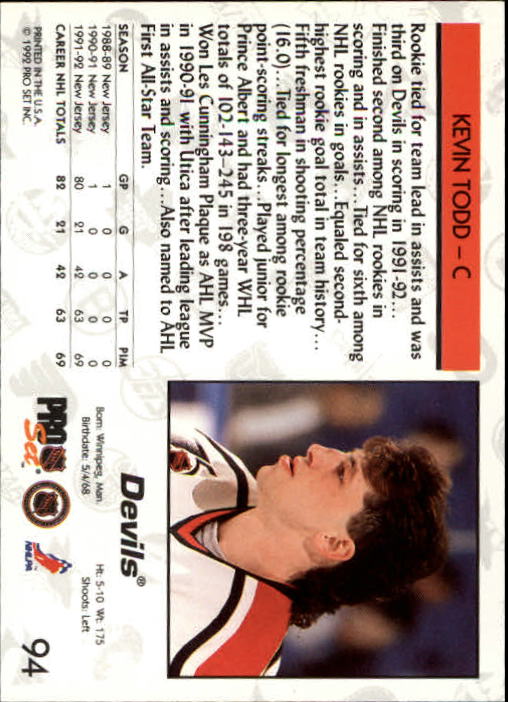 KEVIN TODD – C
Rookie tied for team lead in assists and was
third on Devils in scoring in 1991-92...
Finished second among NHL rookies in
scoring and in assists...Tied for sixth among
NHL rookies in goals...Equaled second-
highest rookie goal total in team history...
Fifth freshman in shooting percentage
(16.0)...Tied for longest among rookie
point-scoring streaks...Played junior for
Prince Albert and had three-year WHL
totals of 102-143-245 in 198 games...
Won Les Cunningham Plaque as AHL MVP
in 1990-91 with Utica after leading league
in assists and scoring...Also named to AHL
First All-Star Team.
SEASON GP G A TP PIM
1988-89 New Jersey 1 0 0 0 0
1990-91 New Jersey 1 0 0 0 0
1991-92 New Jersey 80 21 42 63 69
CAREER NHL TOTALS 82 21 42 63 69
PRINTED IN THE U.S.A.
© 1992 PRO SET INC.
Devils®
Born: Winnipeg, Man. Ht: 5-10 Wt: 175
Birthdate: 5/4/68 Shoots: Left
PRO Set
NHL
NHLPA
94